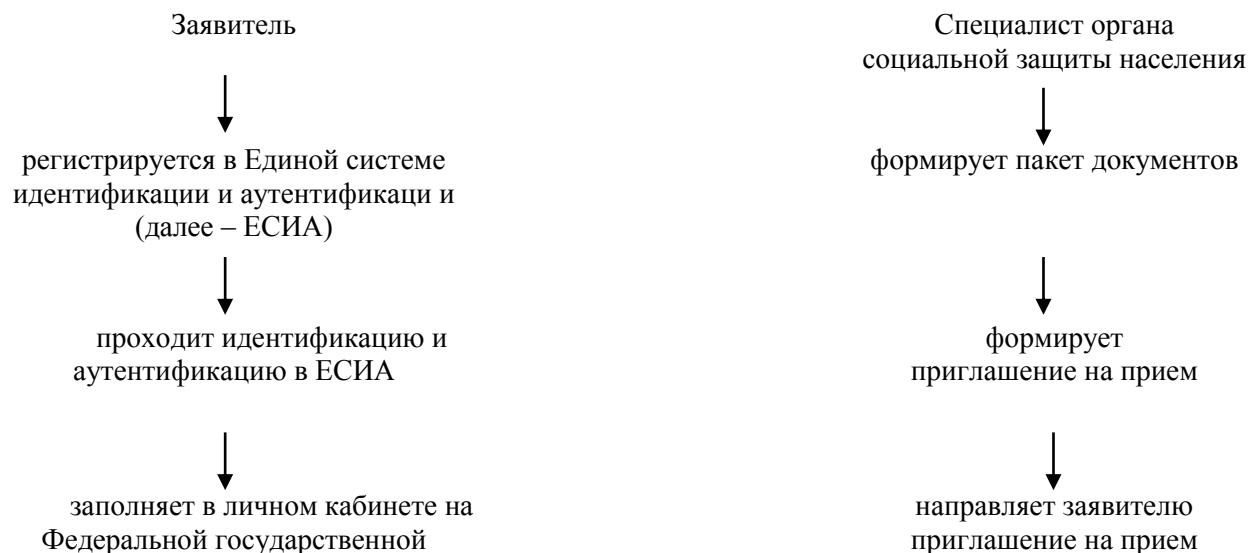 Заявитель
регистрируется в Единой системе
идентификации и аутентификаци и
(далее – ЕСИА)
проходит идентификацию и
аутентификацию в ЕСИА
заполняет в личном кабинете на
Федеральной государственной
Специалист органа
социальной защиты населения
формирует пакет документов
формирует
приглашение на прием
направляет заявителю
приглашение на прием